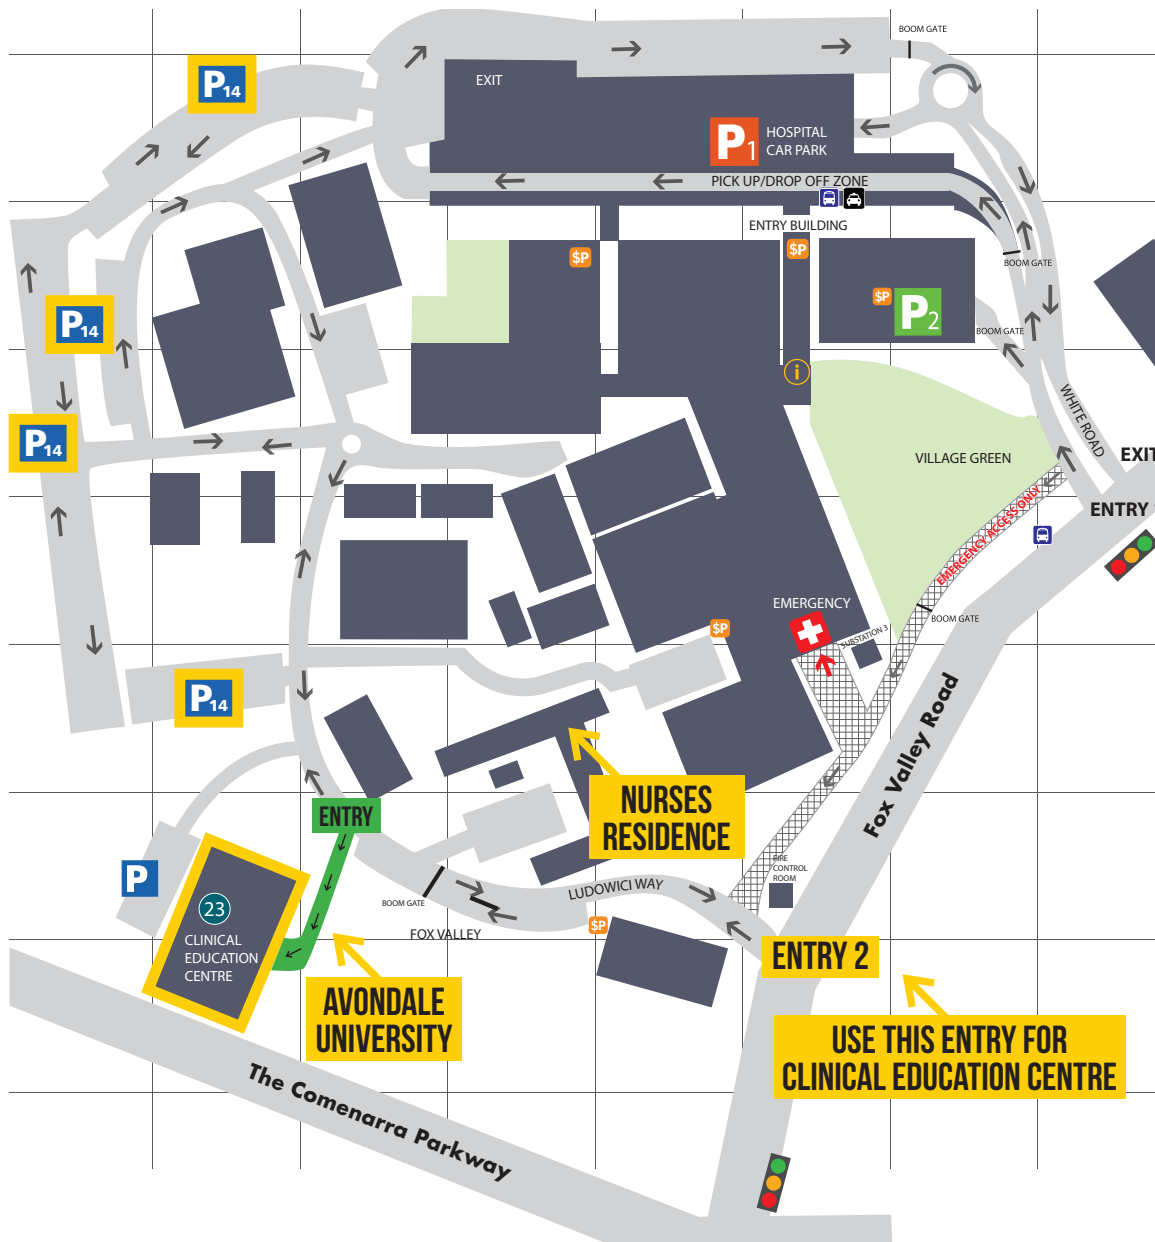 BOOM GATE
P14
EXIT
P1
HOSPITAL
CAR PARK
PICK UP/DROP OFF ZONE
ENTRY BUILDING
$P
$P
BOOM GATE
$P
P2
P14
BOOM GATE
i
WHITE ROAD
P14
VILLAGE GREEN
EXIT
EMERGENCY ACCESS ONLY
ENTRY
EMERGENCY
$P
SUBSTATION 3
BOOM GATE
P14
Fox Valley Road
NURSES
RESIDENCE
ENTRY
P
FIRE
CONTROL
ROOM
LUDOWICI WAY
BOOM GATE
23
CLINICAL
EDUCATION
CENTRE
FOX VALLEY
$P
ENTRY 2
AVONDALE
UNIVERSITY
USE THIS ENTRY FOR
CLINICAL EDUCATION CENTRE
The Comenarra Parkway